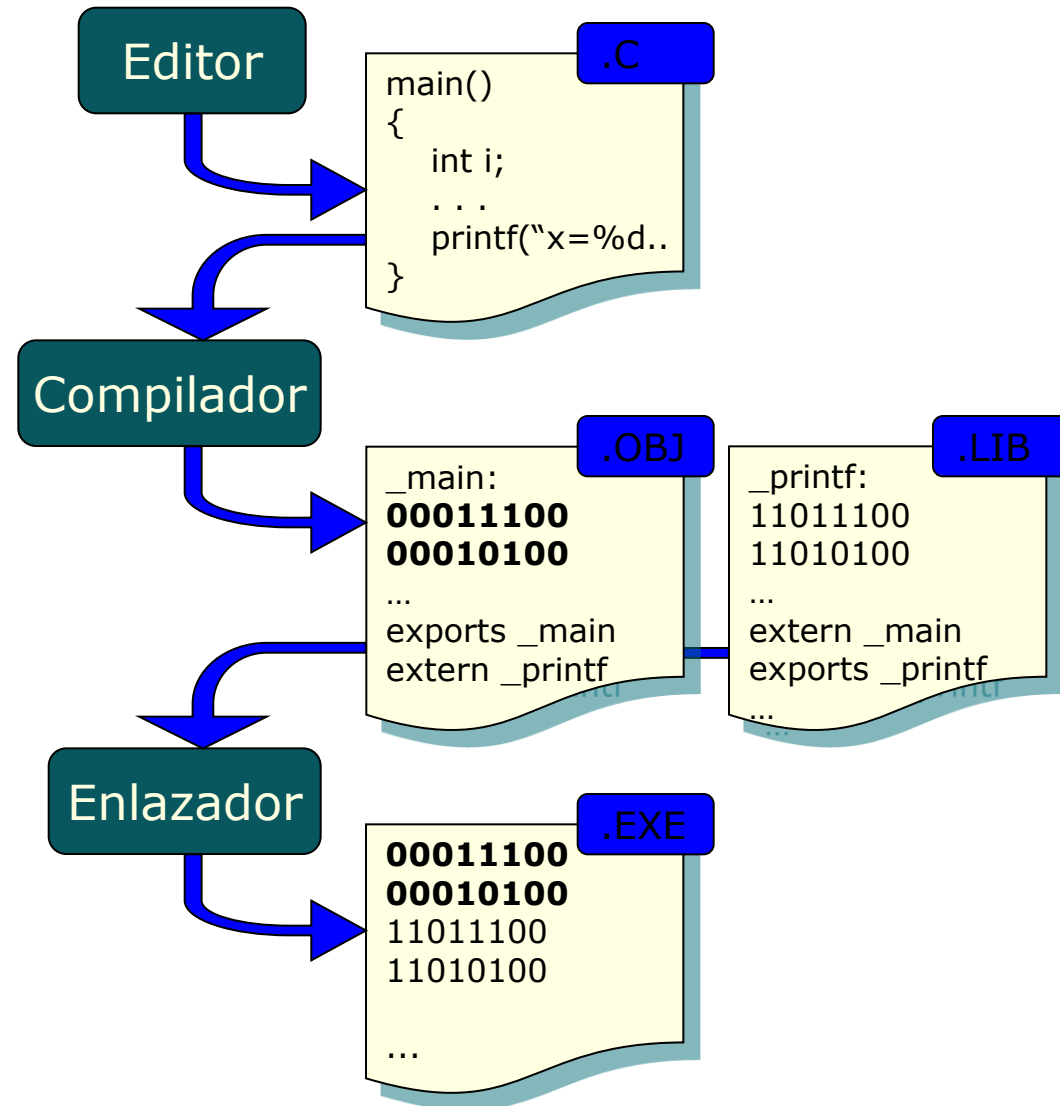 Editor
.C
main()
{
int i;
. . .
printf(“x=%d..
}
Compilador
.OBJ
_main:
00011100
00010100
...
exports _main
extern _printf
.LIB
_printf:
11011100
11010100
...
extern _main
exports _printf
...
Enlazador
.EXE
00011100
00010100
11011100
11010100
...